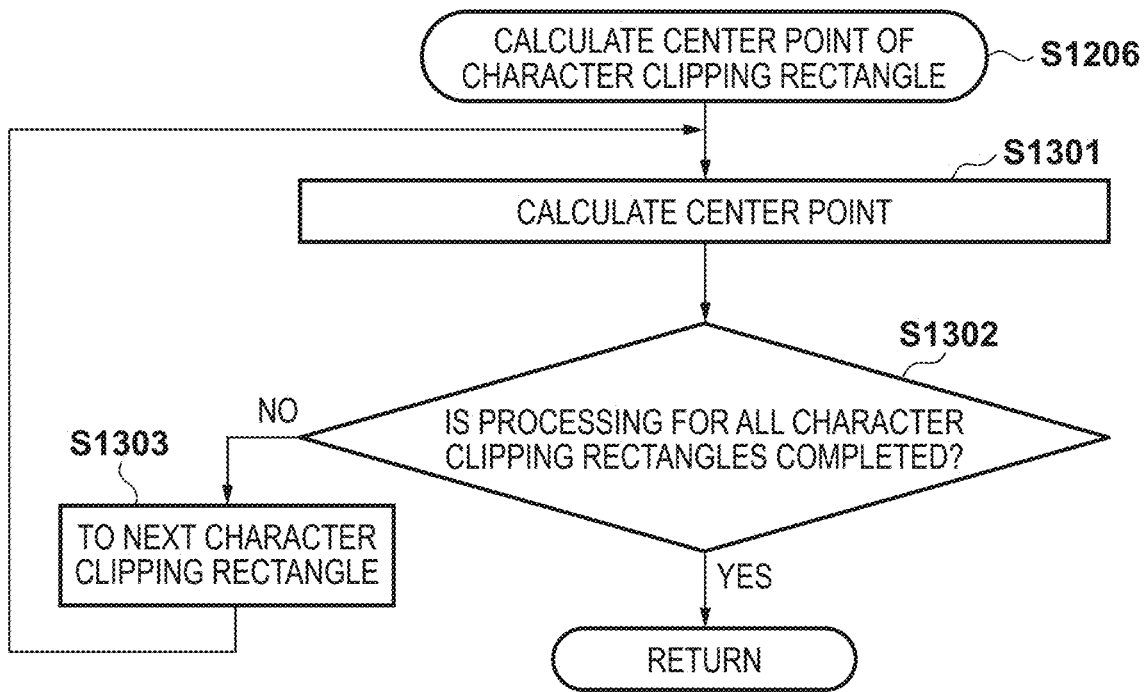 CALCULATE CENTER POINT OF
CHARACTER CLIPPING RECTANGLE
S1206
S1301
CALCULATE CENTER POINT
S1302
IS PROCESSING FOR ALL CHARACTER
CLIPPING RECTANGLES COMPLETED?
NO
S1303
TO NEXT CHARACTER
CLIPPING RECTANGLE
YES
RETURN